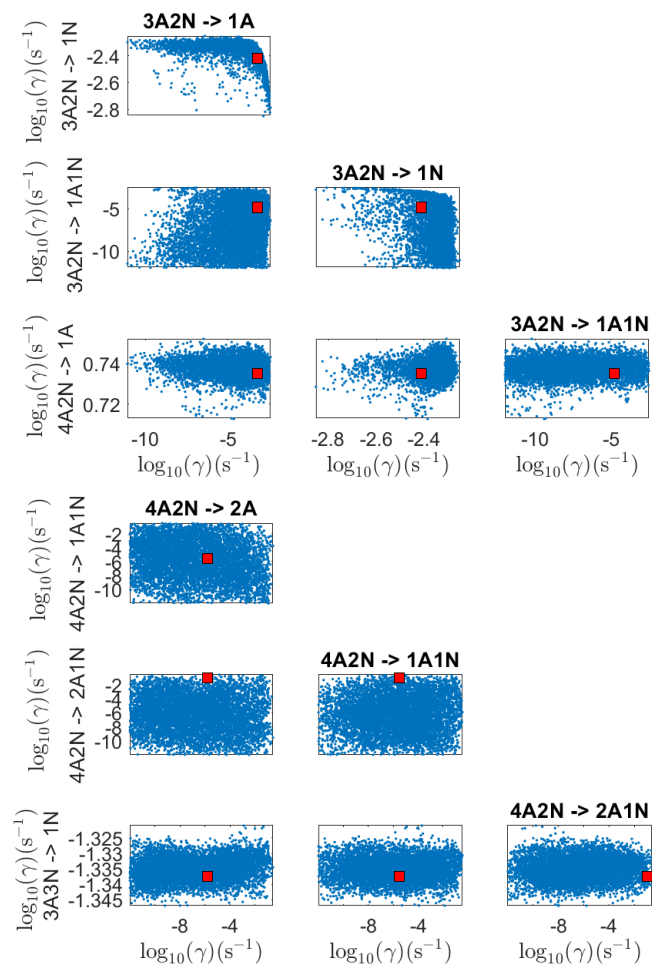 3A2N -> 1A
log₁₀(γ)(s⁻¹)
3A2N -> 1N
-2.4
-2.6
-2.8
3A2N -> 1N
log₁₀(γ)(s⁻¹)
3A2N -> 1A1N
-5
-10
3A2N -> 1A1N
log₁₀(γ)(s⁻¹)
4A2N -> 1A
0.74
0.72
-10 -5 -2.8 -2.6 -2.4 -10 -5
log₁₀(γ)(s⁻¹) log₁₀(γ)(s⁻¹) log₁₀(γ)(s⁻¹)
4A2N -> 2A
log₁₀(γ)(s⁻¹)
4A2N -> 1A1N
-2
-4
-6
-8
-10
4A2N -> 1A1N
log₁₀(γ)(s⁻¹)
4A2N -> 2A1N
-2
-4
-6
-8
-10
4A2N -> 2A1N
log₁₀(γ)(s⁻¹)
3A3N -> 1N
-1.325
-1.33
-1.335
-1.34
-1.345
-8 -4 -8 -4 -8 -4
log₁₀(γ)(s⁻¹) log₁₀(γ)(s⁻¹) log₁₀(γ)(s⁻¹)